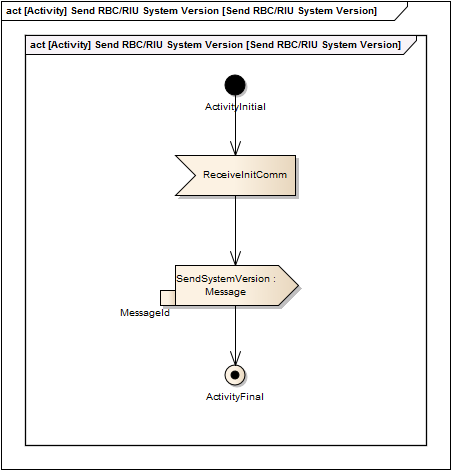 act [Activity] Send RBC/RIU System Version [Send RBC/RIU System Version]
act [Activity] Send RBC/RIU System Version [Send RBC/RIU System Version]
ActivityInitial
ReceiveInitComm
SendSystemVersion :
Message
MessageId
ActivityFinal